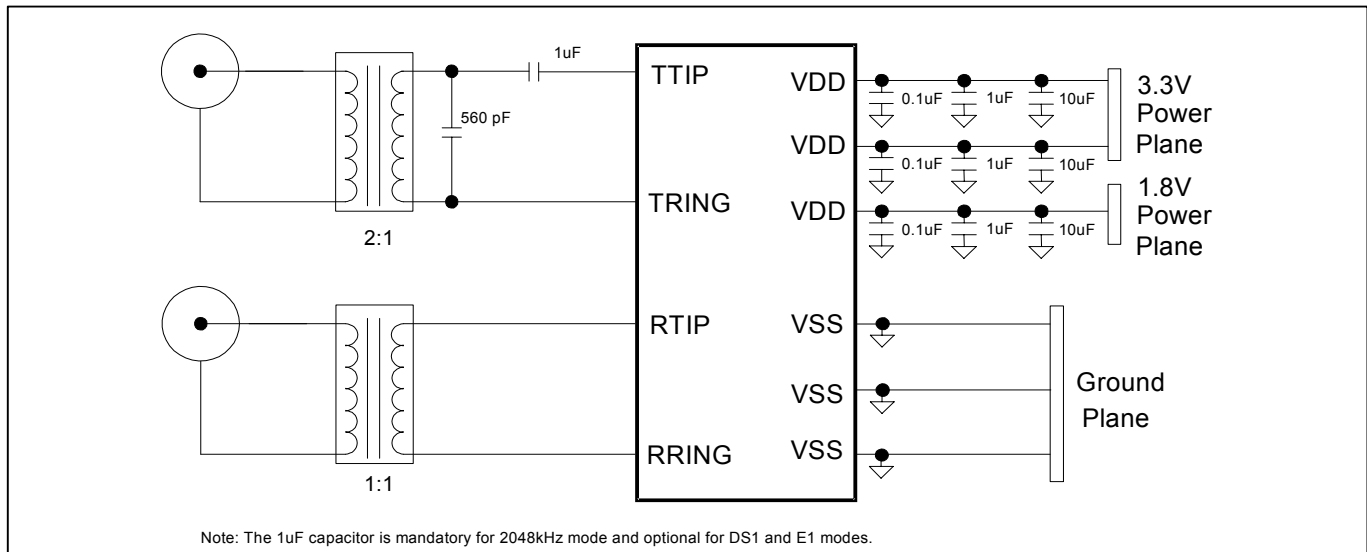 1uF
TTIP
VDD
0.1uF
1uF
10uF
3.3V
Power
Plane
560 pF
VDD
0.1uF
1uF
10uF
TRING
VDD
0.1uF
1uF
10uF
1.8V
Power
Plane
2:1
RTIP
VSS
VSS
Ground
Plane
RRING
VSS
1:1
Note: The 1uF capacitor is mandatory for 2048kHz mode and optional for DS1 and E1 modes.